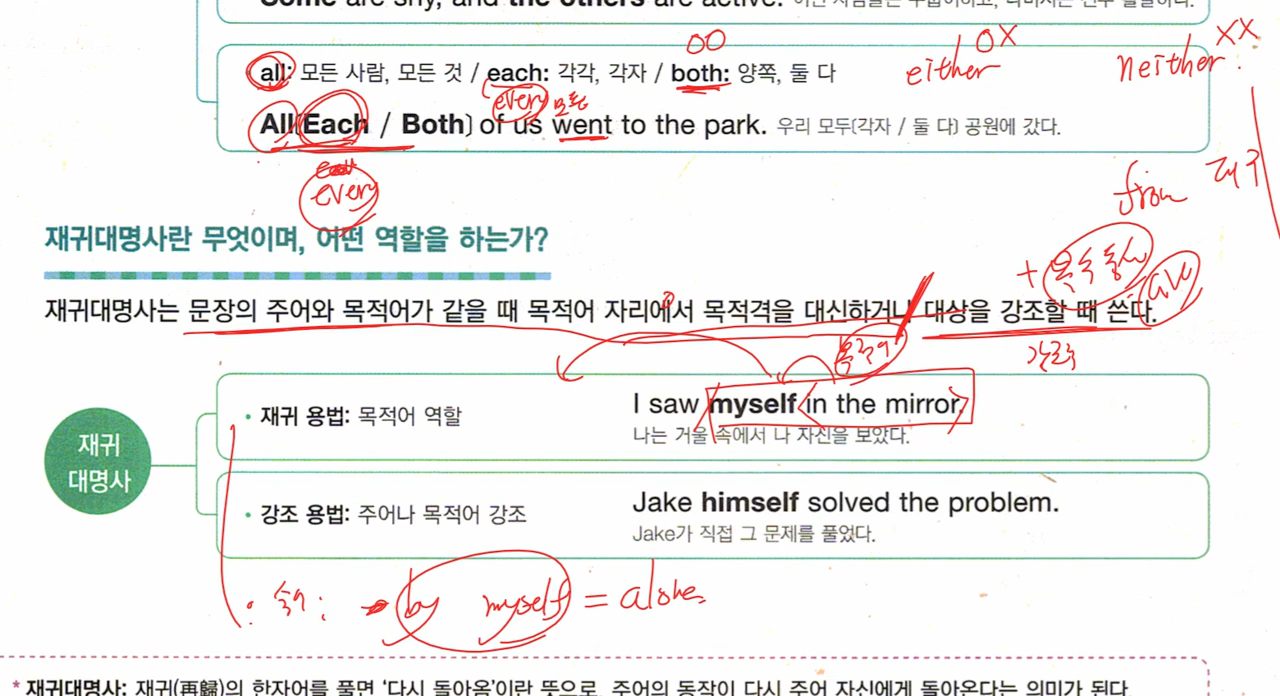 Some are shy, and the others are active.
OO
either OX
Neither XX
all: 모든 사람, 모든 것 / each: 각각, 각자 / both: 양쪽, 둘 다
every 모든
All[Each / Both] of us went to the park. 우리 모두[각자 / 둘 다] 공원에 갔다.
every
from 재귀
재귀대명사란 무엇이며, 어떤 역할을 하는가?
+
재귀대명사는 문장의 주어와 목적어가 같을 때 목적어 자리에서 목적격을 대신하거나 대상을 강조할 때 쓴다.
강조
재귀 대명사
• 재귀 용법: 목적어 역할
I saw myself in the mirror.
나는 거울 속에서 나 자신을 보았다.
• 강조 용법: 주어나 목적어 강조
Jake himself solved the problem.
Jake가 직접 그 문제를 풀었다.
: 숙어: by myself = alone
* 재귀대명사: 재귀(再歸)의 한자어를 풀면 '다시 돌아옴'이란 뜻으로, 주어의 동작이 다시 주어 자신에게 돌아온다는 의미가 된다